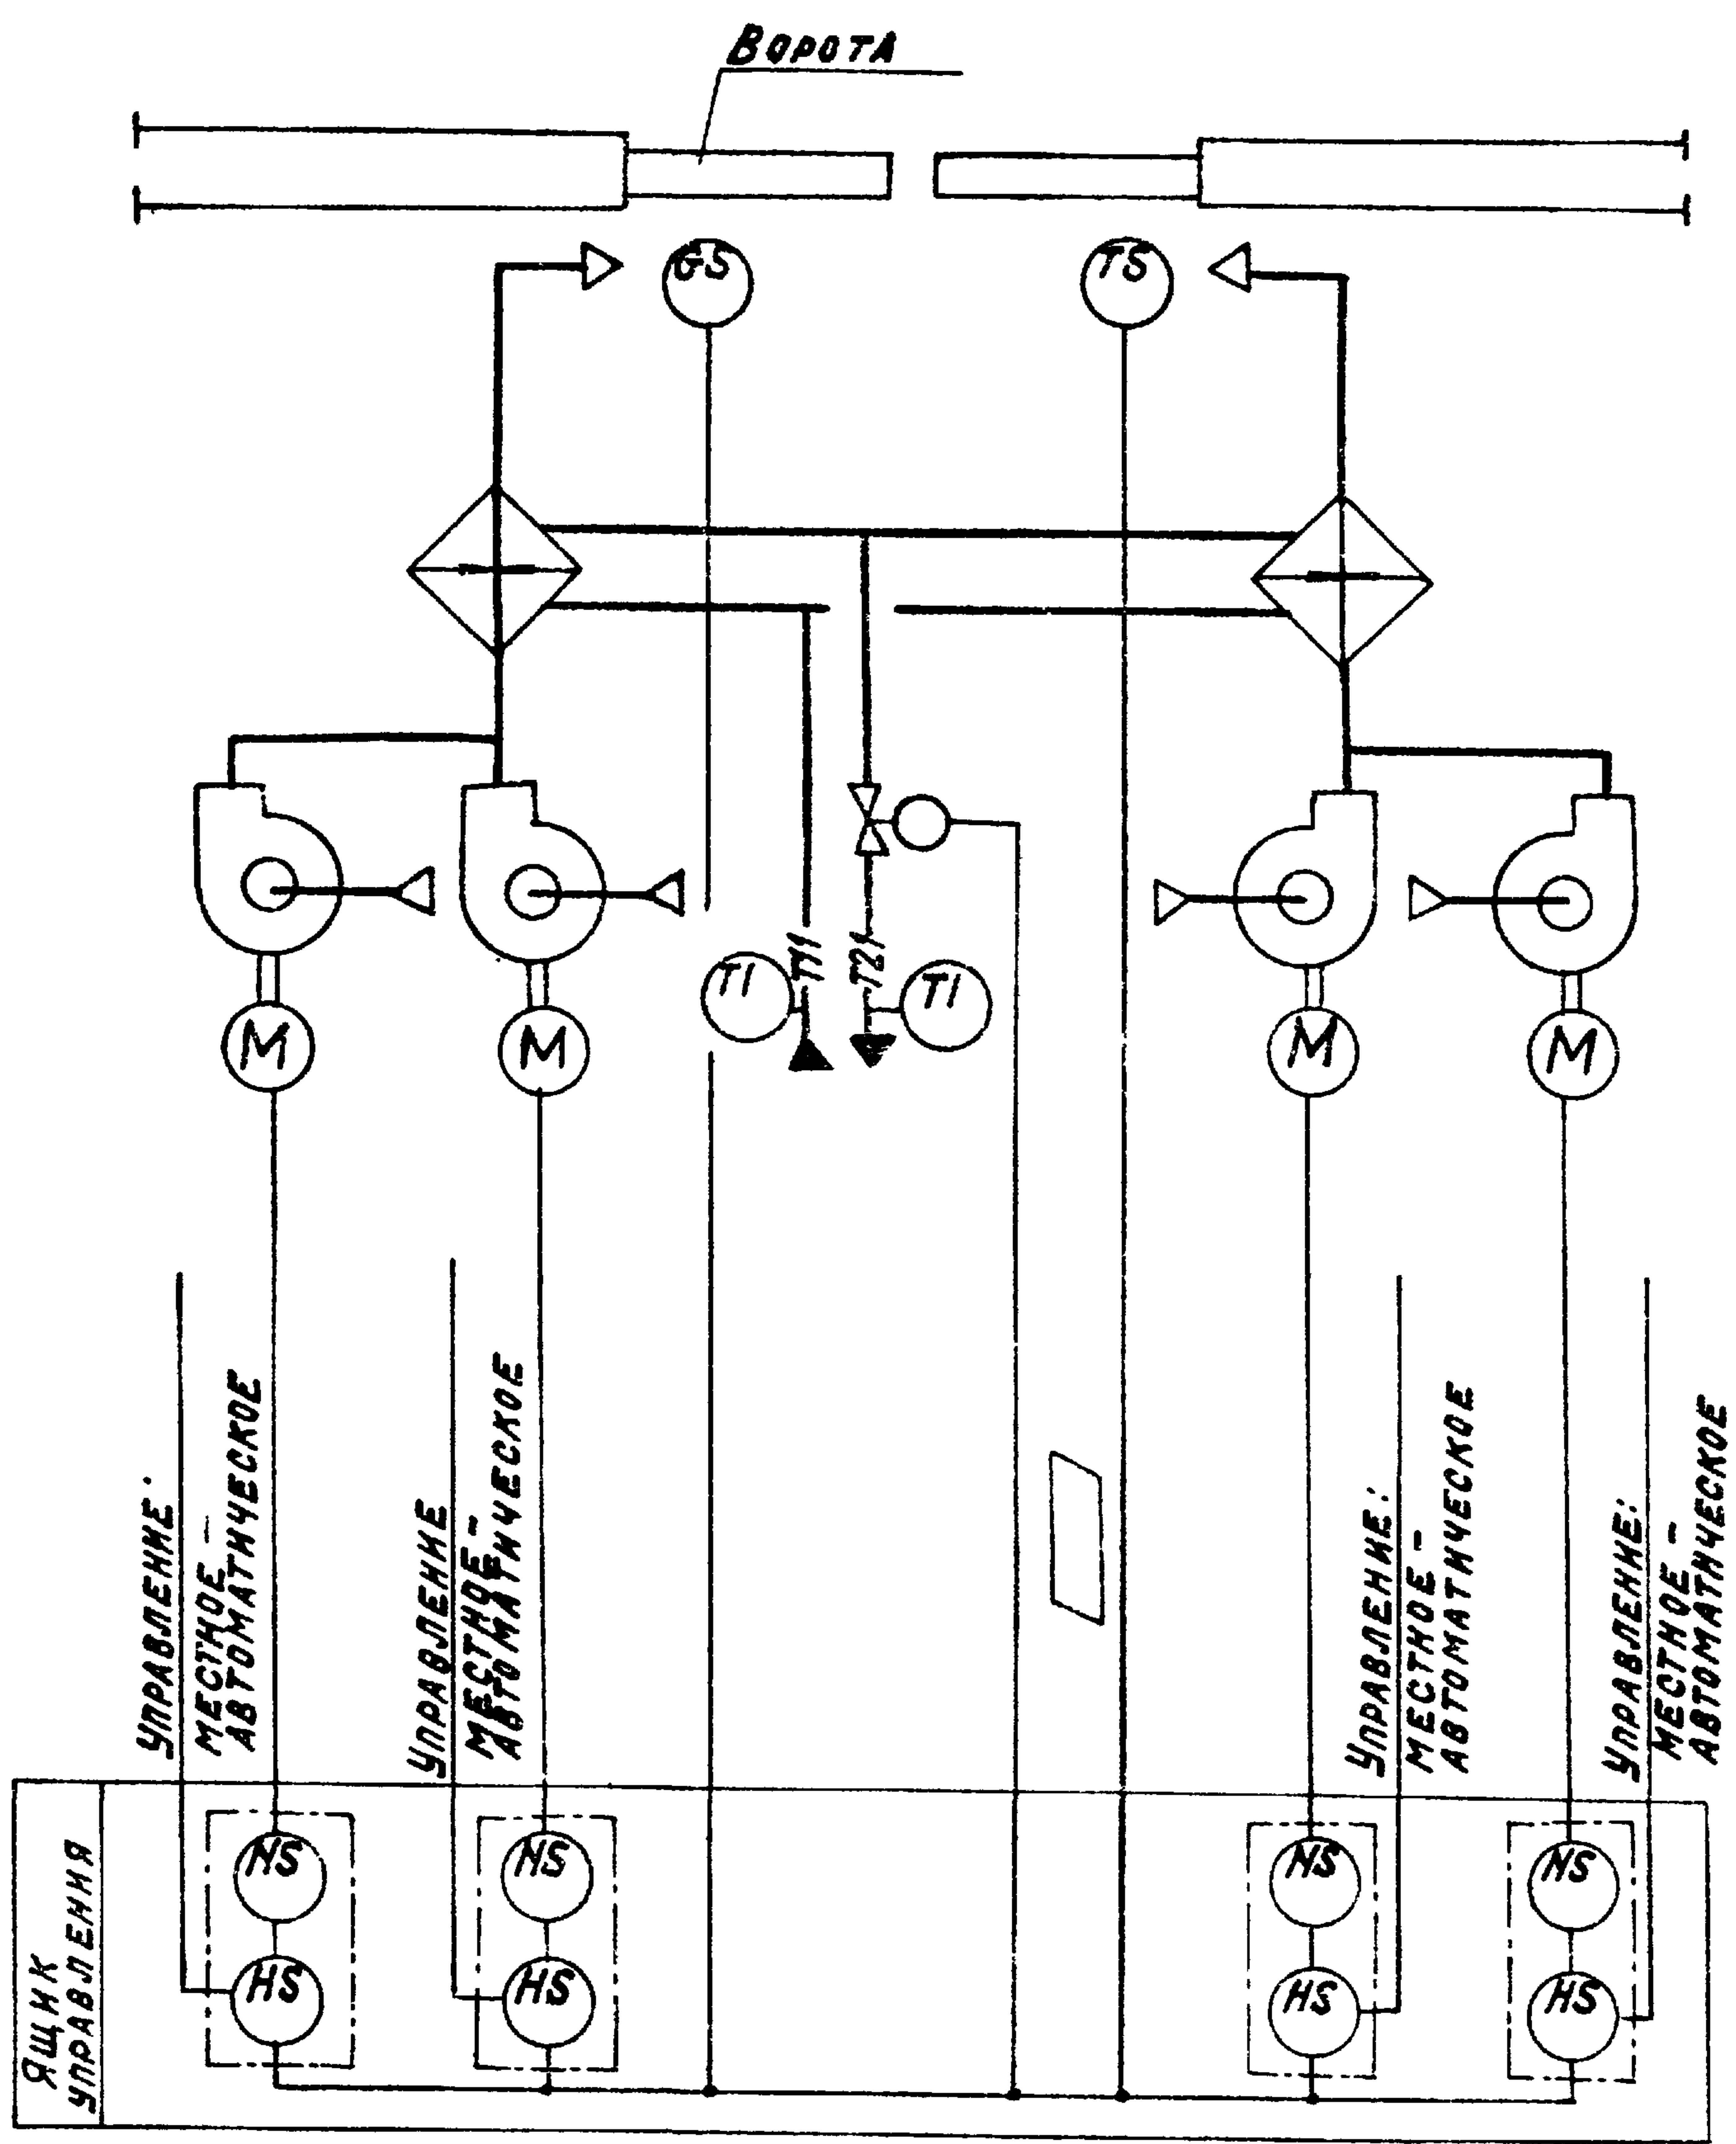 ВОРОТА
GS
TS
TI
T11
T21
TI
M
M
M
M
УПРАВЛЕНИЕ:
МЕСТНОЕ –
АВТОМАТИЧЕСКОЕ
УПРАВЛЕНИЕ
МЕСТНОЕ –
АВТОМАТИЧЕСКОЕ
УПРАВЛЕНИЕ:
МЕСТНОЕ –
АВТОМАТИЧЕСКОЕ
УПРАВЛЕНИЕ:
МЕСТНОЕ –
АВТОМАТИЧЕСКОЕ
ЯЩИК
УПРАВЛЕНИЯ
NS
NS
NS
NS
HS
HS
HS
HS